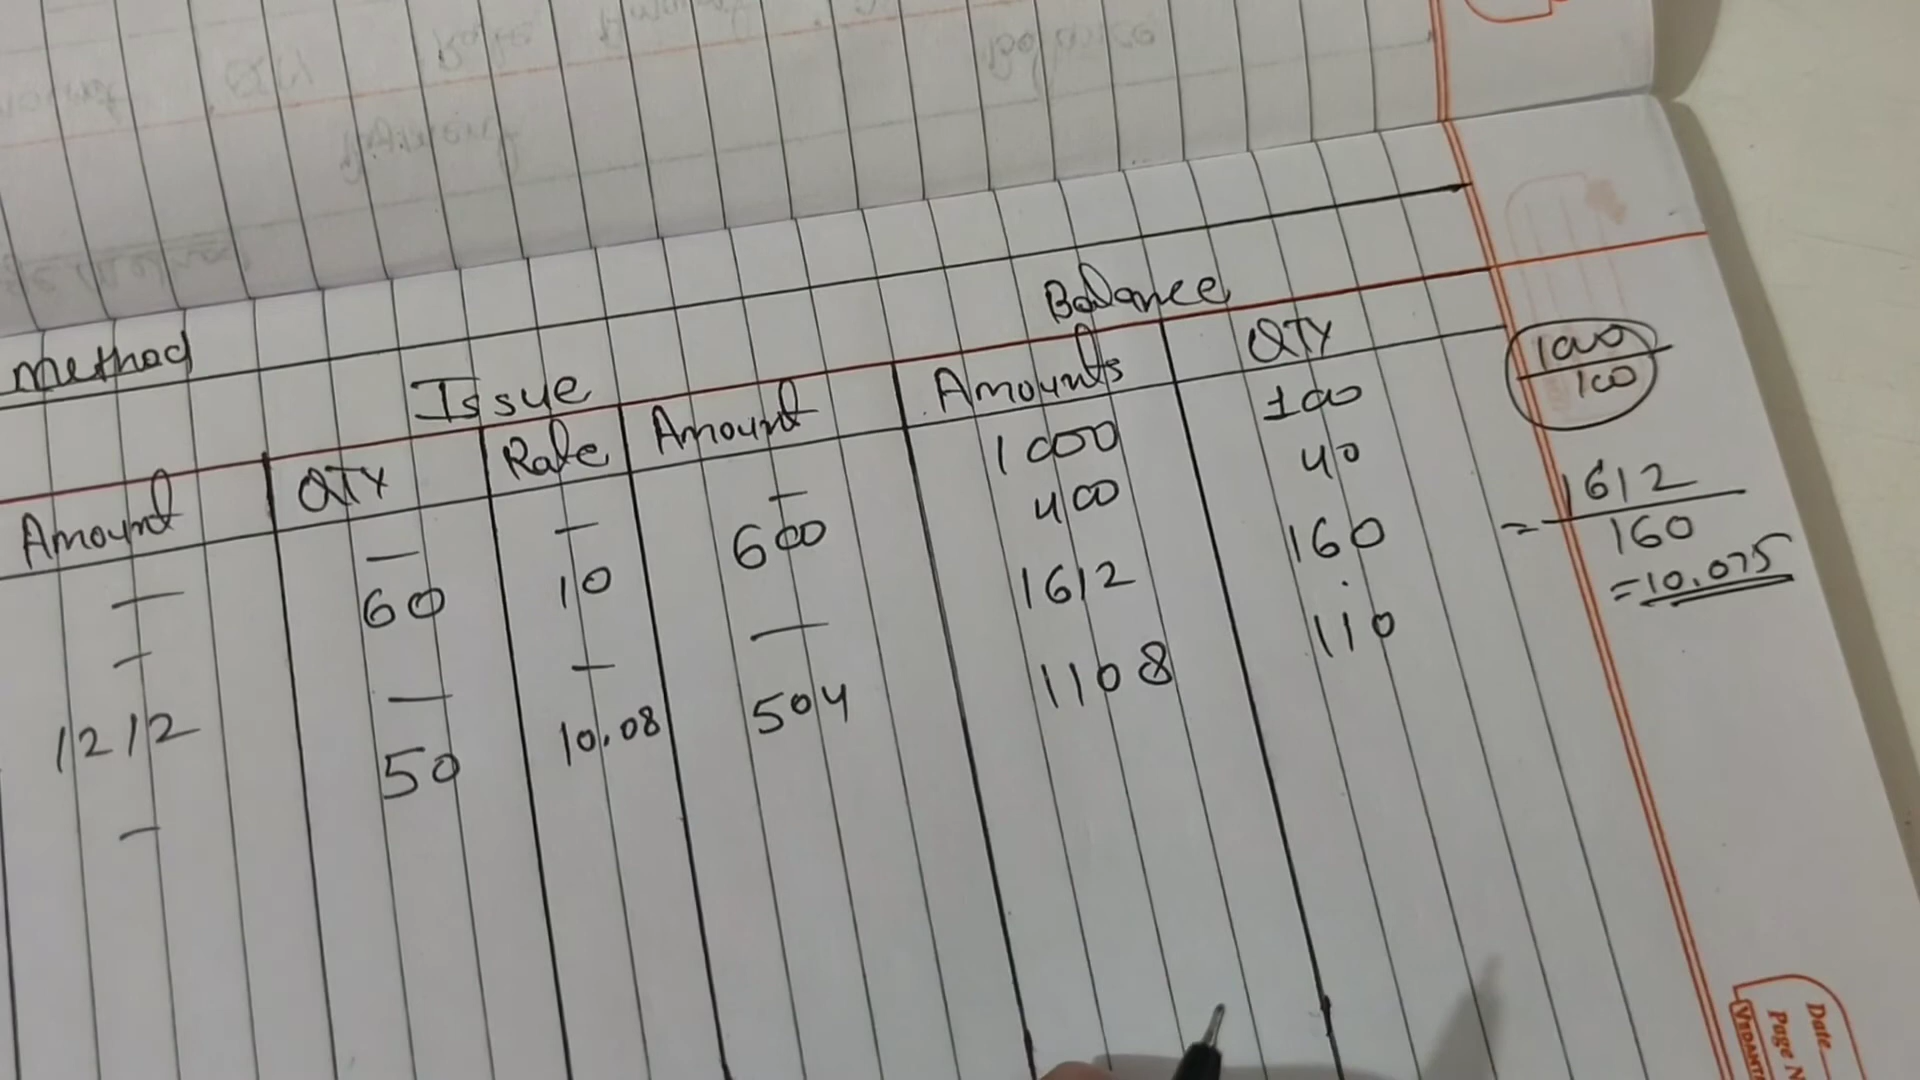 method
Balance
Issue
Amount QTY Rate Amount Amounts QTY
— — — — 1000 100
— 60 10 600 400 40
1212 — — — 1612 160
- 50 10.08 504 1108 110
1000
100
= 1612
160
= 10.075
Date
Page N